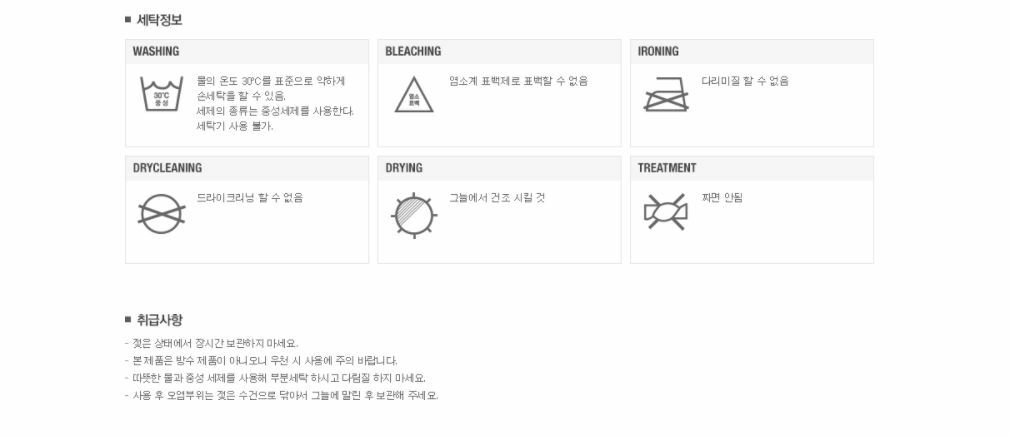 ■ 세탁정보
WASHING
30℃
중성
물의 온도 30℃를 표준으로 약하게
손세탁을 할 수 있음.
세제의 종류는 중성세제를 사용한다.
세탁기 사용 불가.
BLEACHING
염소
표백
염소계 표백제로 표백할 수 없음
IRONING
다리미질 할 수 없음
DRYCLEANING
드라이크리닝 할 수 없음
DRYING
그늘에서 건조 시킬 것
TREATMENT
짜면 안됨
■ 취급사항
- 젖은 상태에서 장시간 보관하지 마세요.
- 본 제품은 방수 제품이 아니오니 우천 시 사용에 주의 바랍니다.
- 따뜻한 물과 중성 세제를 사용해 부분세탁 하시고 다림질 하지 마세요.
- 사용 후 오염부위는 젖은 수건으로 닦아서 그늘에 말린 후 보관해 주세요.